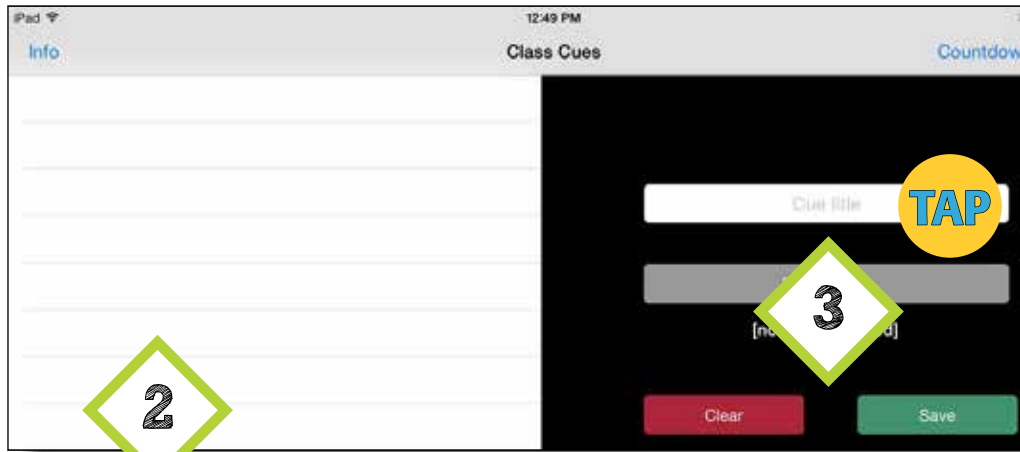 iPad 12:49 PM
Info Class Cues Countdow
Cue title TAP
3
2
Clear Save